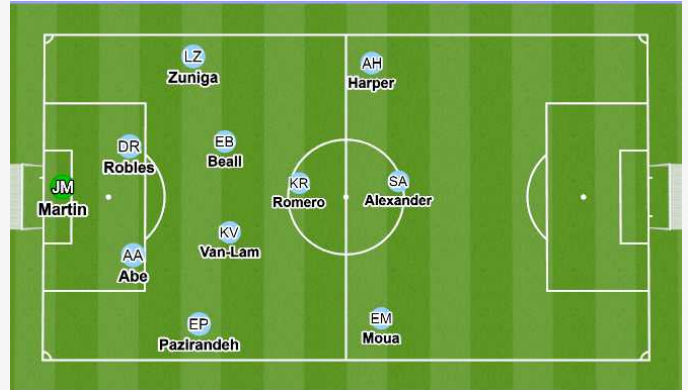 LZ
Zuniga
AH
Harper
DR
Robles
EB
Beall
JM
Martin
KR
Romero
SA
Alexander
KV
Van-Lam
AA
Abe
EP
Pazirandeh
EM
Moua